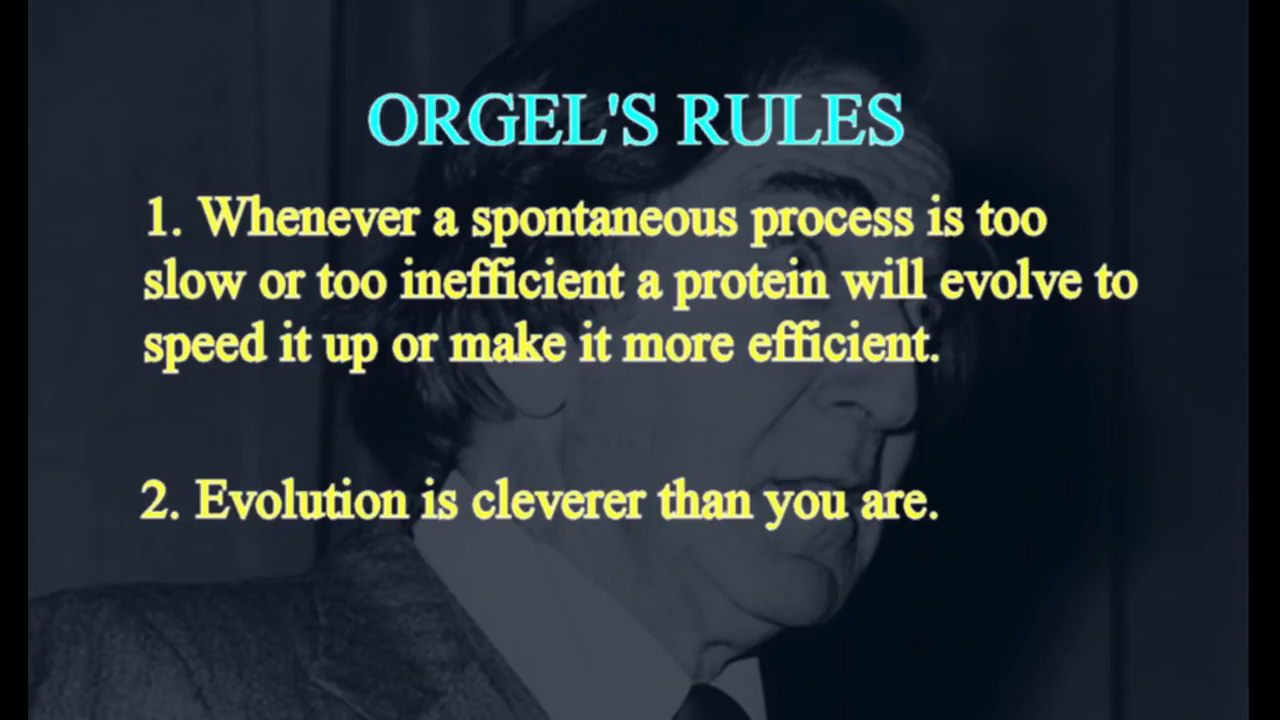 ORGEL'S RULES
1. Whenever a spontaneous process is too
slow or too inefficient a protein will evolve to
speed it up or make it more efficient.
2. Evolution is cleverer than you are.